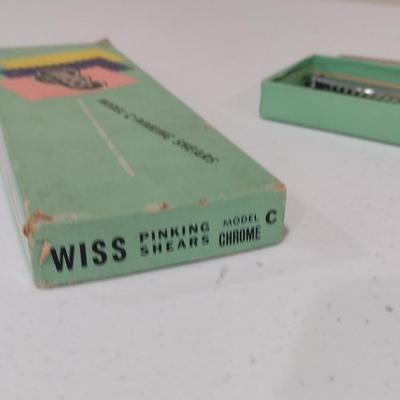 MODEL C PINKING SHEARS
WISS PINKING SHEARS MODEL C CHROME